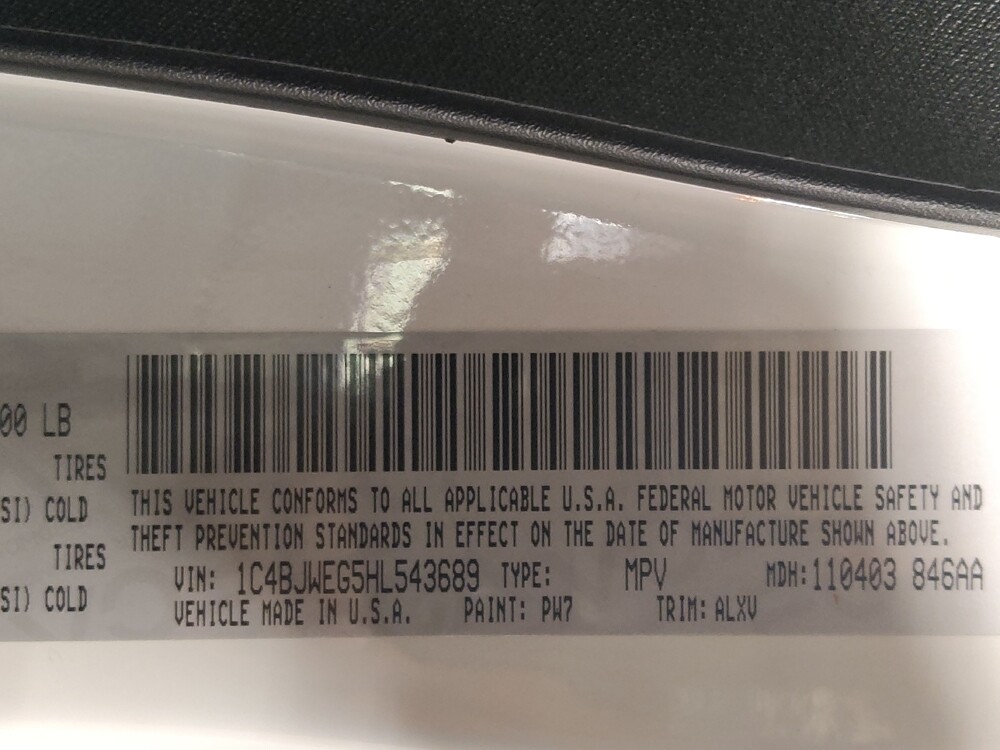 00 LB
TIRES
SI) COLD
TIRES
SI) COLD
THIS VEHICLE CONFORMS TO ALL APPLICABLE U.S.A. FEDERAL MOTOR VEHICLE SAFETY AND
THEFT PREVENTION STANDARDS IN EFFECT ON THE DATE OF MANUFACTURE SHOWN ABOVE.
VIN: 1C4BJWEG5HL543689 TYPE: MPV MDH:110403 846AA
VEHICLE MADE IN U.S.A. PAINT: PW7 TRIM: ALXV